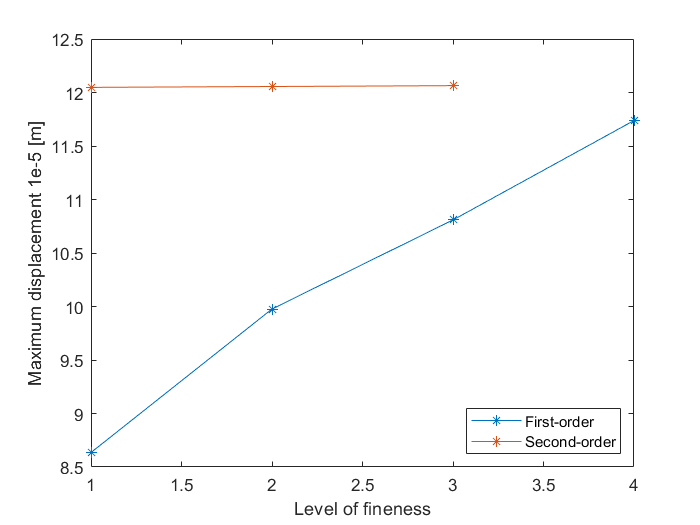 12.5
12
11.5
11
10.5
10
9.5
9
8.5
Maximum displacement 1e-5 [m]
First-order
Second-order
1 1.5 2 2.5 3 3.5 4
Level of fineness